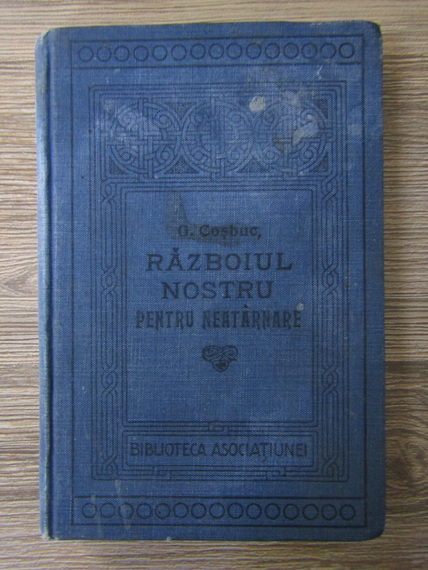 G. Coșbuc,
RĂZBOIUL
NOSTRU
PENTRU NEATÂRNARE
BIBLIOTECA ASOCIAȚIUNEI